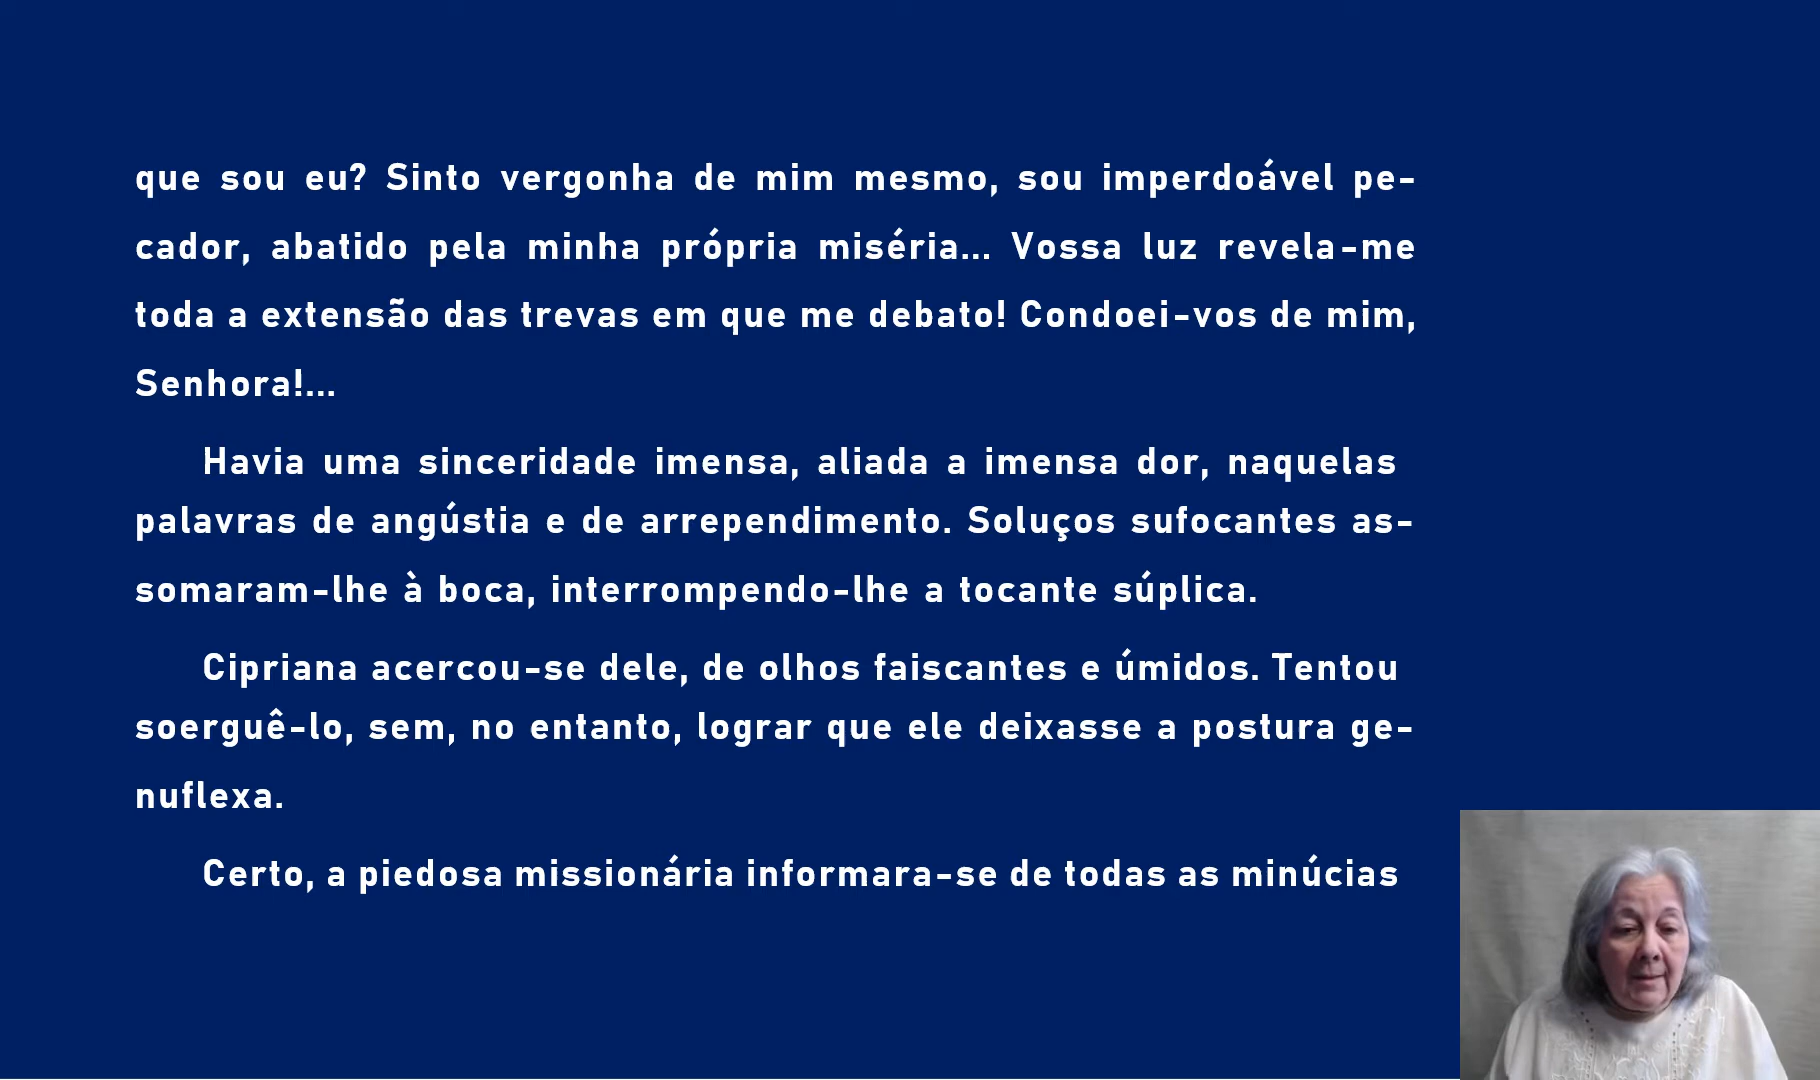 que sou eu? Sinto vergonha de mim mesmo, sou imperdoável pe-
cador, abatido pela minha própria miséria... Vossa luz revela-me
toda a extensão das trevas em que me debato! Condoei-vos de mim,
Senhora!...
Havia uma sinceridade imensa, aliada a imensa dor, naquelas
palavras de angústia e de arrependimento. Soluços sufocantes as-
somaram-lhe à boca, interrompendo-lhe a tocante súplica.
Cipriana acercou-se dele, de olhos faiscantes e úmidos. Tentou
soerguê-lo, sem, no entanto, lograr que ele deixasse a postura ge-
nuflexa.
Certo, a piedosa missionária informara-se de todas as minúcias